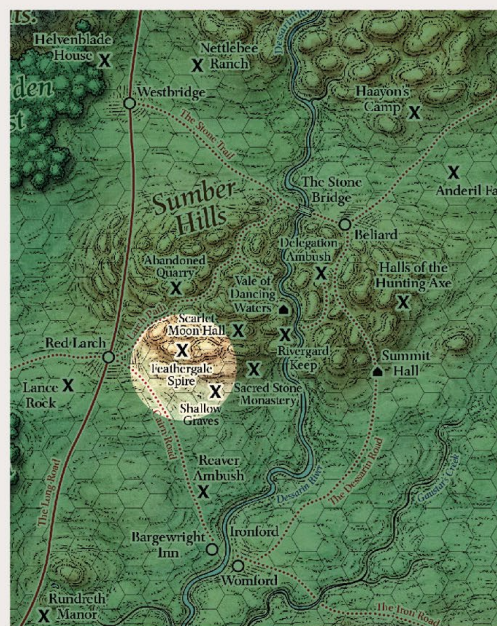 Helvenblade
House
Nettlebee
Ranch
Dessarin
Westbridge
Haayon's
Camp
The Stone Trail
Sumber
Hills
The Stone
Bridge
Anderil Fa
Beliard
Delegation
Ambush
Abandoned
Quarry
Vale of
Dancing
Waters
Halls of the
Hunting Axe
Scarlet
Moon Hall
Red Larch
Feathergale
Spire
Rivergard
Keep
Summit
Hall
Lance
Rock
Sacred Stone
Monastery
Shallow
Graves
Road
Reaver
Ambush
Dessarin River
The Dessarin Road
The Long Road
Bargewright
Inn
Ironford
Womford
Rundreth
Manor
The Iron Road